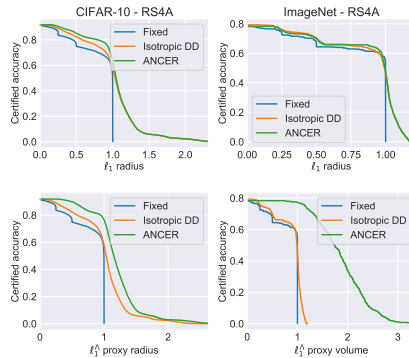 CIFAR-10 - RS4A
Certified accuracy
0.8
0.6
0.4
0.2
0.0
Fixed
Isotropic DD
ANCER
0.0 0.5 1.0 1.5 2.0
ℓ1 radius
ImageNet - RS4A
Certified accuracy
0.8
0.6
0.4
0.2
0.0
Fixed
Isotropic DD
ANCER
0.00 0.25 0.50 0.75 1.00
ℓ1 radius
Certified accuracy
0.8
0.6
0.4
0.2
0.0
Fixed
Isotropic DD
ANCER
0 1 2
ℓ1^Λ proxy radius
Certified accuracy
0.8
0.6
0.4
0.2
0.0
Fixed
Isotropic DD
ANCER
0 1 2 3
ℓ1^Λ proxy volume